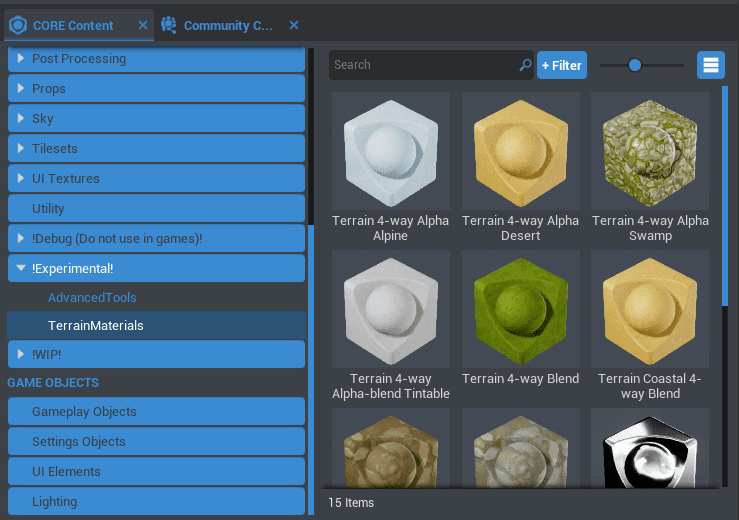 CORE Content
Community C...
Post Processing
Props
Sky
Tilesets
UI Textures
Utility
!Debug (Do not use in games)!
!Experimental!
AdvancedTools
TerrainMaterials
!WIP!
GAME OBJECTS
Gameplay Objects
Settings Objects
UI Elements
Lighting
Search
+ Filter
Terrain 4-way Alpha
Alpine
Terrain 4-way Alpha
Desert
Terrain 4-way Alpha
Swamp
Terrain 4-way
Alpha-blend Tintable
Terrain 4-way Blend
Terrain Coastal 4-
way Blend
15 Items